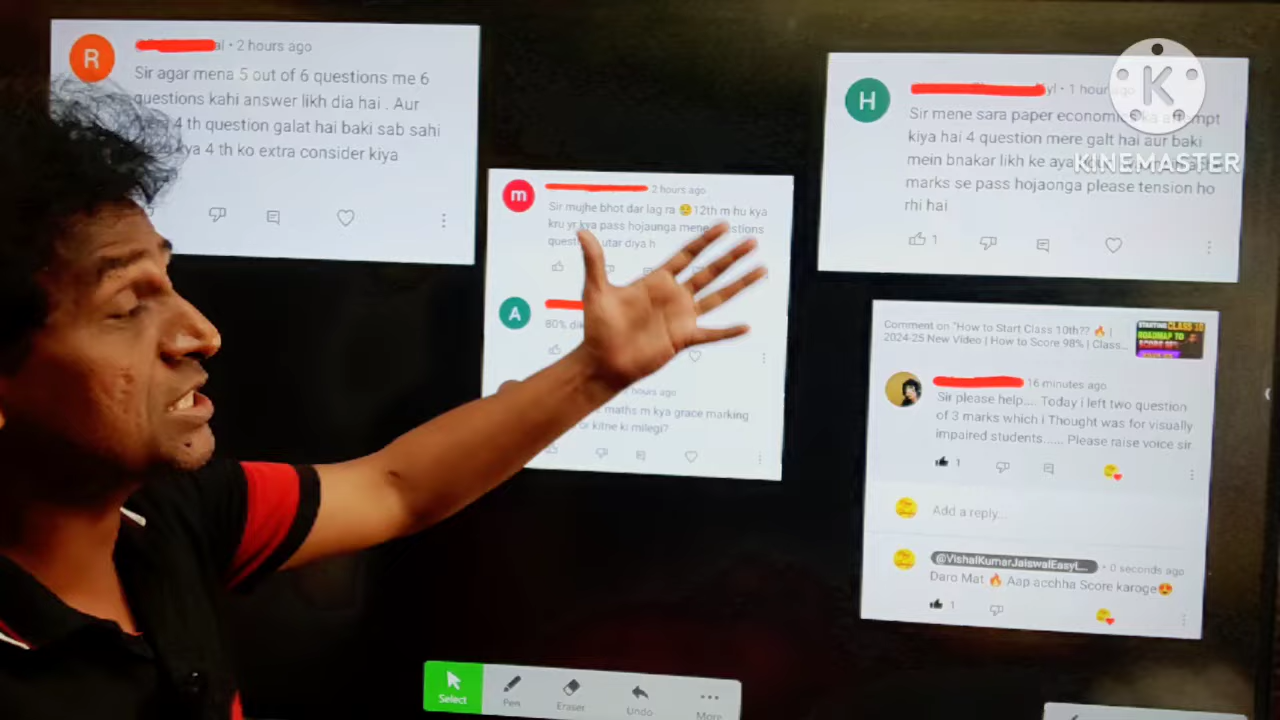 R
al • 2 hours ago
Sir agar mena 5 out of 6 questions me 6
questions kahi answer likh dia hai . Aur
4 th question galat hai baki sab sahi
kya 4 th ko extra consider kiya
m
2 hours ago
Sir mujhe bhot dar lag ra 12th m hu kya
kru yr kya pass hojaunga mene questions
utar diya h
A
80%
hours ago
maths m kya grace marking
or kitne ki milegi?
H
yl • 1 hour ago
Sir mene sara paper economics ka attempt
kiya hai 4 question mere galt hai aur baki
mein bnakar likh ke aya
marks se pass hojaonga please tension ho
rhi hai
1
K
KINEMASTER
Comment on "How to Start Class 10th?? 🔥 |
2024-25 New Video | How to Score 98% | Class...
STARTING CLASS 10
ROADMAP TO
SCORE 98%
16 minutes ago
Sir please help.... Today i left two question
of 3 marks which i Thought was for visually
impaired students...... Please raise voice sir
1
Add a reply...
@VishalKumarJaiswalEasyL... • 0 seconds ago
Daro Mat 🔥 Aap acchha Score karoge😍
1
Select
Pen
Eraser
Undo
More